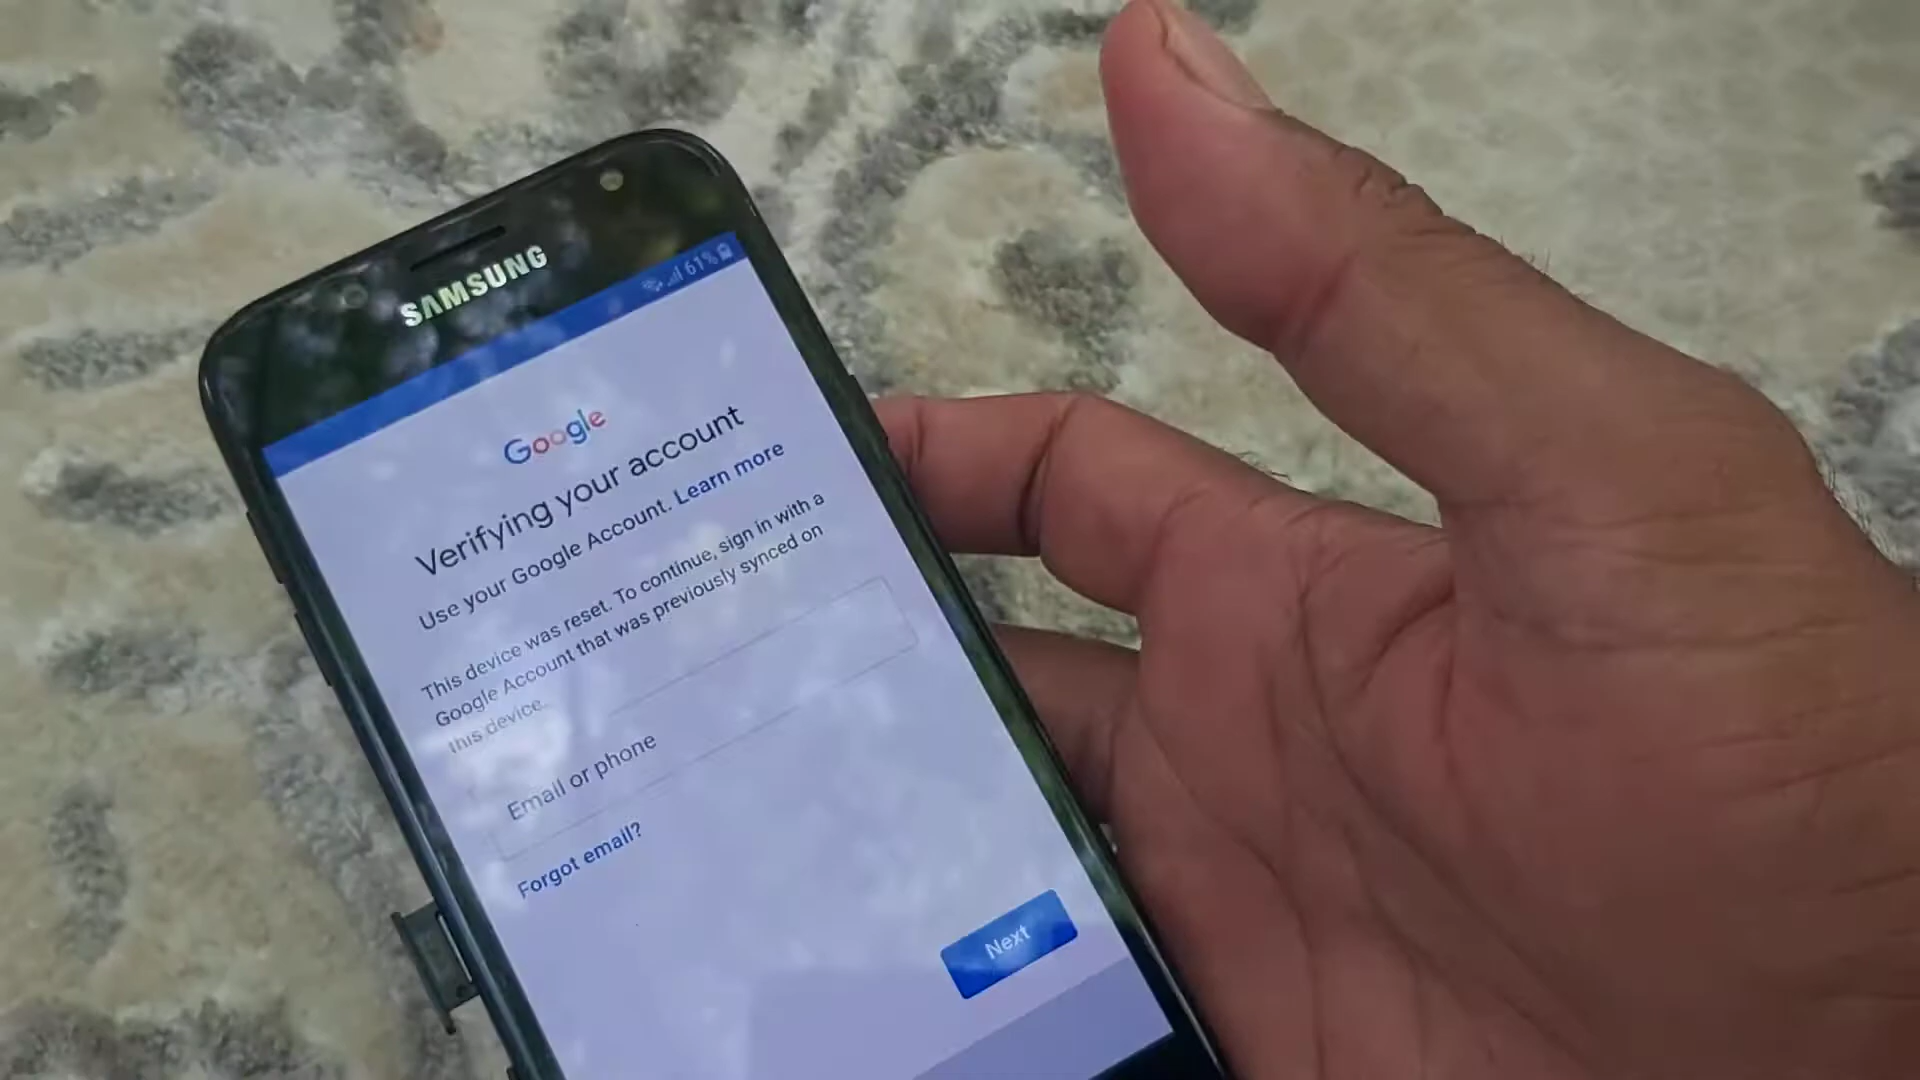 SAMSUNG
61%
Google
Verifying your account
Use your Google Account. Learn more
This device was reset. To continue, sign in with a
Google Account that was previously synced on
this device.
Email or phone
Forgot email?
Next